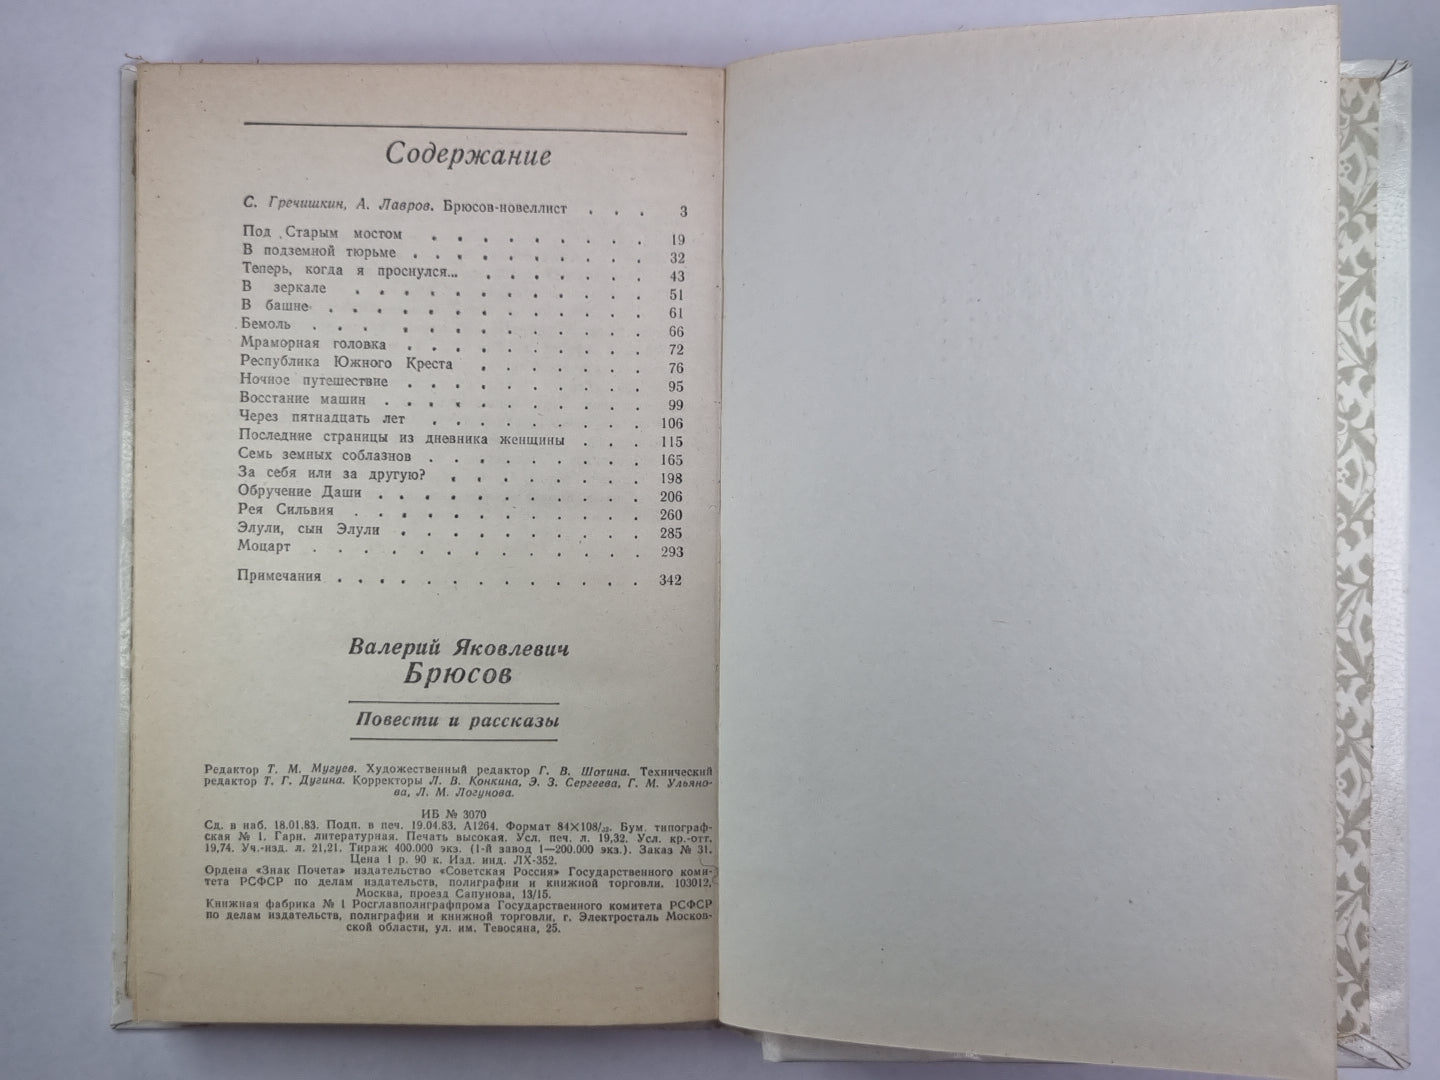 Содержание
С. Гречишкин, А. Лавров. Брюсов-новеллист . . . 3
Под Старым мостом . . . . . . . . . 19
В подземной тюрьме . . . . . . . . . . 32
Теперь, когда я проснулся... . . . . . . . 43
В зеркале . . . . . . . . . . . . 51
В башне . . . . . . . . . . . . . 61
Бемоль . . . . . . . . . . . . . 66
Мраморная головка . . . . . . . . . . 72
Республика Южного Креста . . . . . . . 76
Ночное путешествие . . . . . . . . . . 95
Восстание машин . . . . . . . . . . . 99
Через пятнадцать лет . . . . . . . . . 106
Последние страницы из дневника женщины . . . 115
Семь земных соблазнов . . . . . . . . . 165
За себя или за другую? . . . . . . . . 198
Обручение Даши . . . . . . . . . . . 206
Рея Сильвия . . . . . . . . . . . . 260
Элули, сын Элули . . . . . . . . . . 285
Моцарт . . . . . . . . . . . . . 293
Примечания . . . . . . . . . . . . . 342
Валерий Яковлевич
Брюсов
Повести и рассказы
Редактор Т. М. Мугуев. Художественный редактор Г. В. Шотина. Технический
редактор Т. Г. Дугина. Корректоры Л. В. Конкина, Э. З. Сергеева, Г. М. Ульяно-
ва, Л. М. Логунова.
ИБ № 3070
Сд. в наб. 18.01.83. Подп. в печ. 19.04.83. А1264. Формат 84×108/ Бум. типограф-
ская № 1. Гарн. литературная. Печать высокая. Усл. печ. л. 19,32. Усл. кр.-отт.
19,74. Уч.-изд. л. 21,21. Тираж 400.000 экз. (1-й завод 1—200.000 экз.). Заказ № 31.
Цена 1 р. 90 к. Изд. инд. ЛХ-352.
Ордена «Знак Почета» издательство «Советская Россия» Государственного коми-
тета РСФСР по делам издательств, полиграфии и книжной торговли. 103012,
Москва, проезд Сапунова, 13/15.
Книжная фабрика № 1 Росглавполиграфпрома Государственного комитета РСФСР
по делам издательств, полиграфии и книжной торговли, г. Электросталь Москов-
ской области, ул. им. Тевосяна, 25.